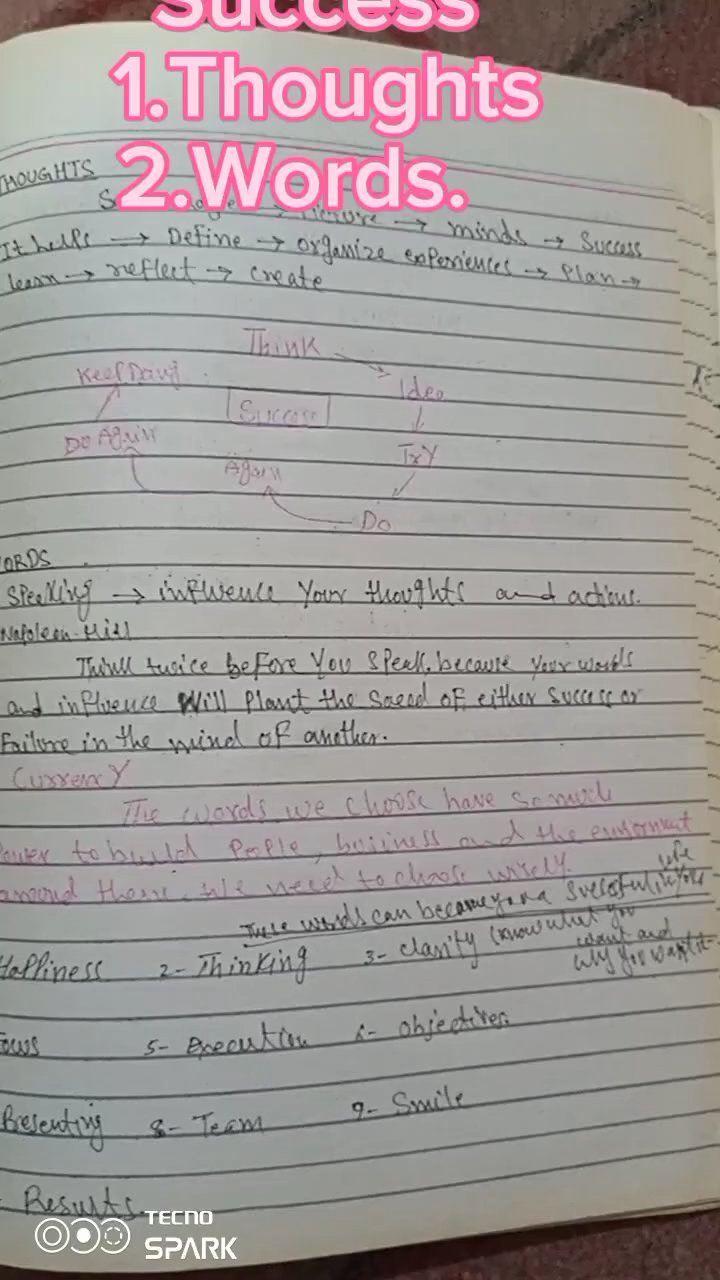 Success
1.Thoughts
2.Words.
THOUGHTS
→ minds → Success
It helps → Define → organize experiences → Plan →
learn → reflect → create
Think
Idea
Try
Do
Again
Do Again
Keep
Success
WORDS
Speaking → influence Your thoughts and actions.
Napoleon Hill
Think twice before You Speak, because Your words
and influence Will Plant the Saeed of either Success or
Failure in the mind of another.
Currency
The words we choose have so much
Power to build People, business and the
around them. We need to choose wisely.
These words can become you a in your life
Happiness 2- Thinking 3- clarity (know what you
want and
why you want it
Focus 5- Execution 6- Objectives
Presenting 8- Team 9- Smile
- Results.
TECNO
SPARK